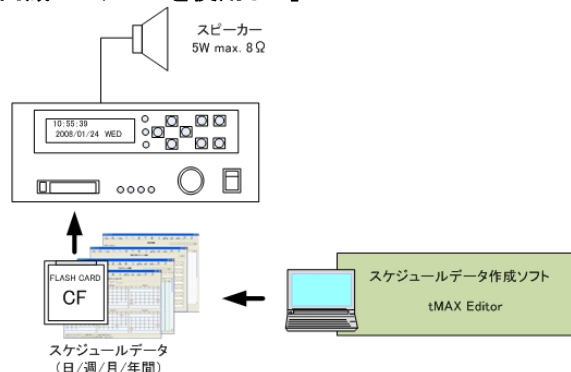 スピーカー
5W max. 8Ω
10:55:39
2008/01/24 WED
FLASH CARD
CF
スケジュールデータ
(日/週/月/年間)
スケジュールデータ作成ソフト
tMAX Editor